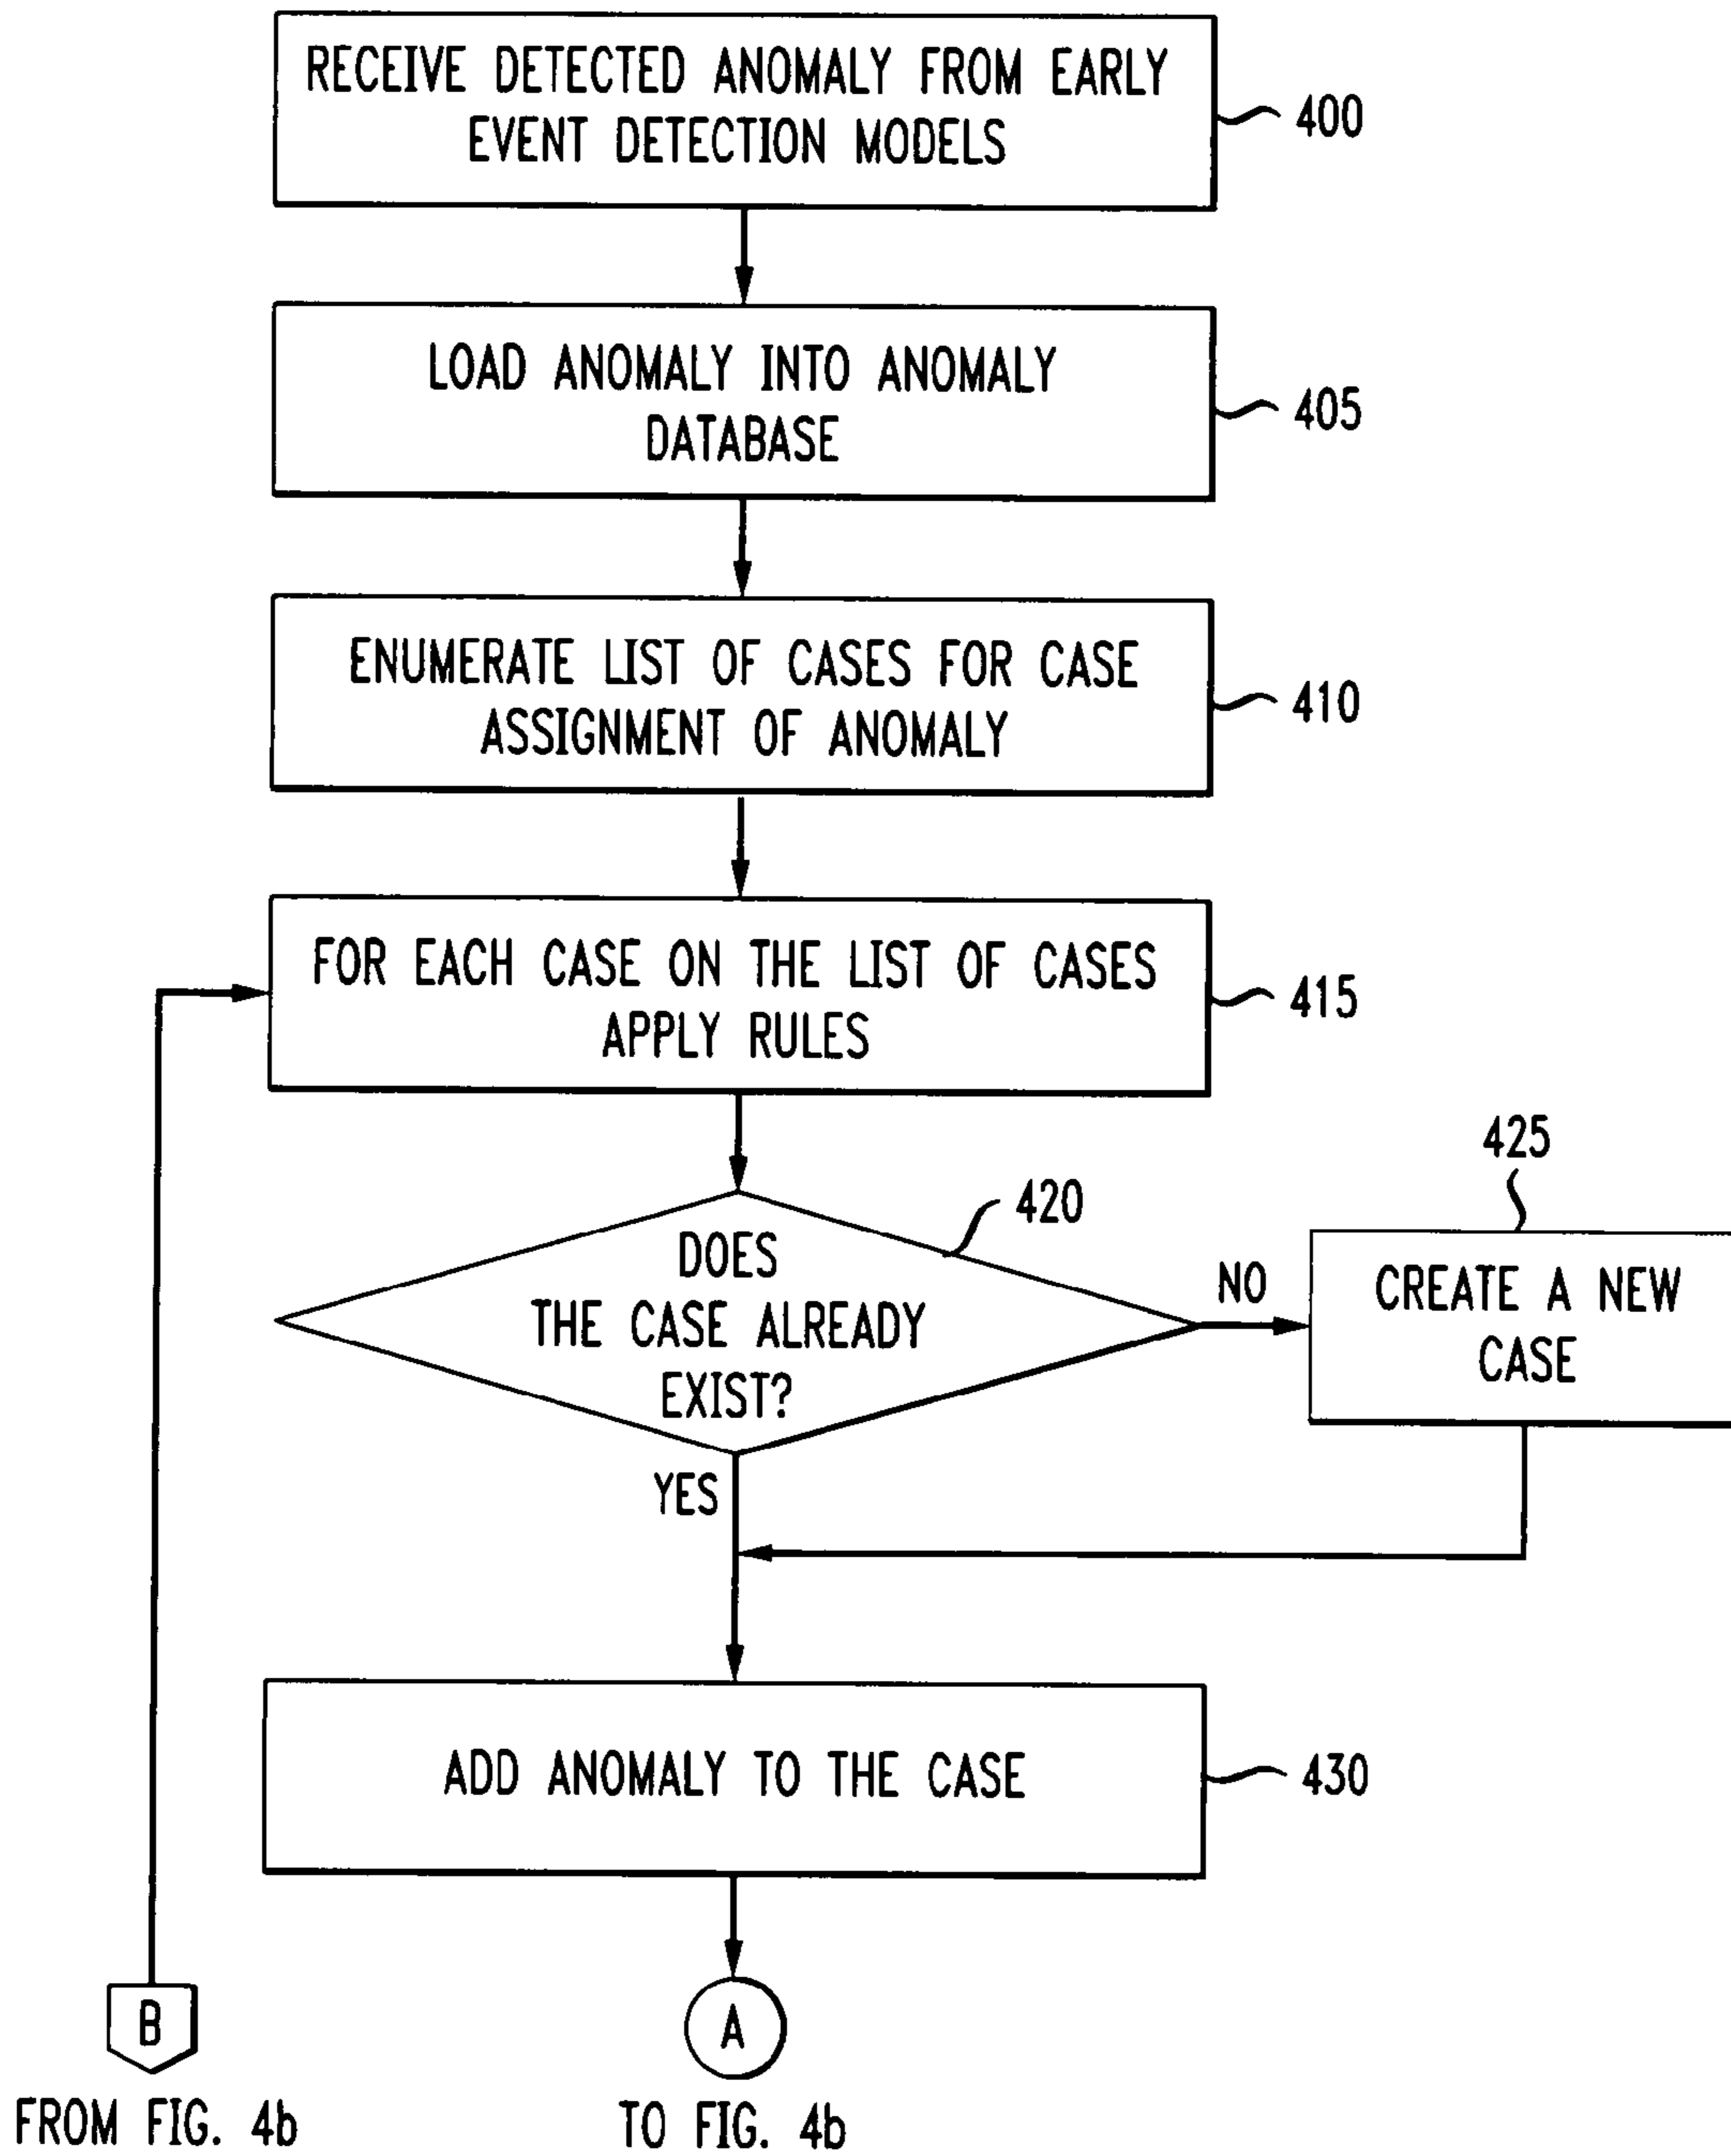 RECEIVE DETECTED ANOMALY FROM EARLY
EVENT DETECTION MODELS
400
LOAD ANOMALY INTO ANOMALY
DATABASE
405
ENUMERATE LIST OF CASES FOR CASE
ASSIGNMENT OF ANOMALY
410
FOR EACH CASE ON THE LIST OF CASES
APPLY RULES
415
420
DOES
THE CASE ALREADY
EXIST?
NO
425
CREATE A NEW
CASE
YES
ADD ANOMALY TO THE CASE
430
B
FROM FIG. 4b
A
TO FIG. 4b